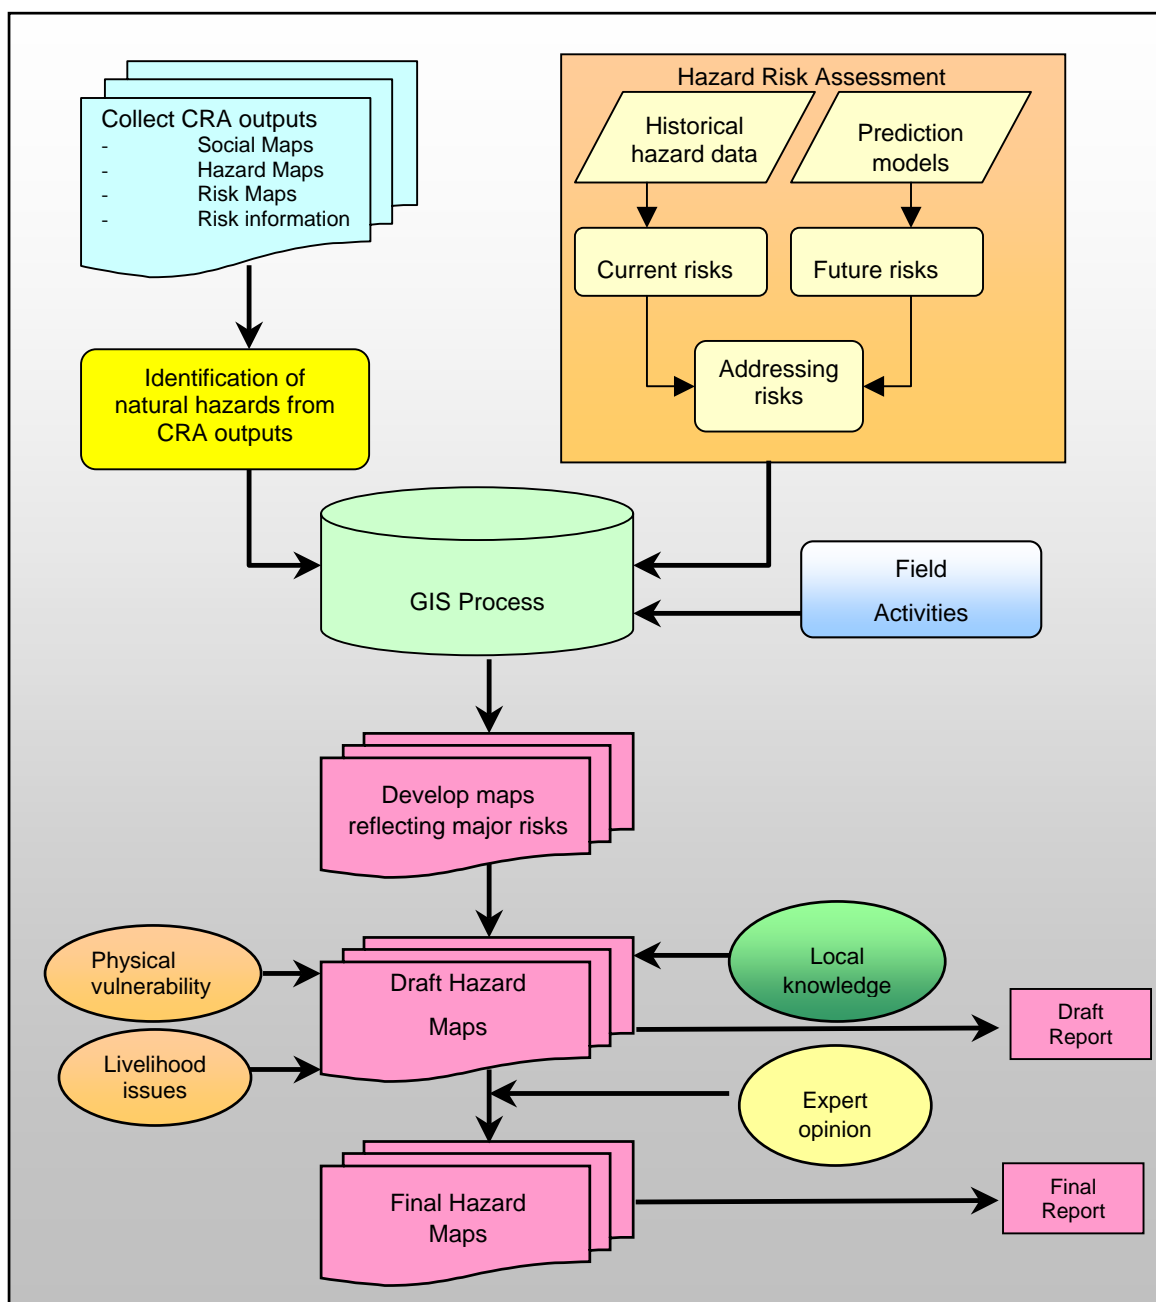 Collect CRA outputs
- Social Maps
- Hazard Maps
- Risk Maps
- Risk information
Hazard Risk Assessment
Historical
hazard data
Prediction
models
Current risks
Future risks
Addressing
risks
Identification of
natural hazards from
CRA outputs
GIS Process
Field
Activities
Develop maps
reflecting major risks
Physical
vulnerability
Livelihood
issues
Draft Hazard
Maps
Local
knowledge
Draft
Report
Expert
opinion
Final Hazard
Maps
Final
Report